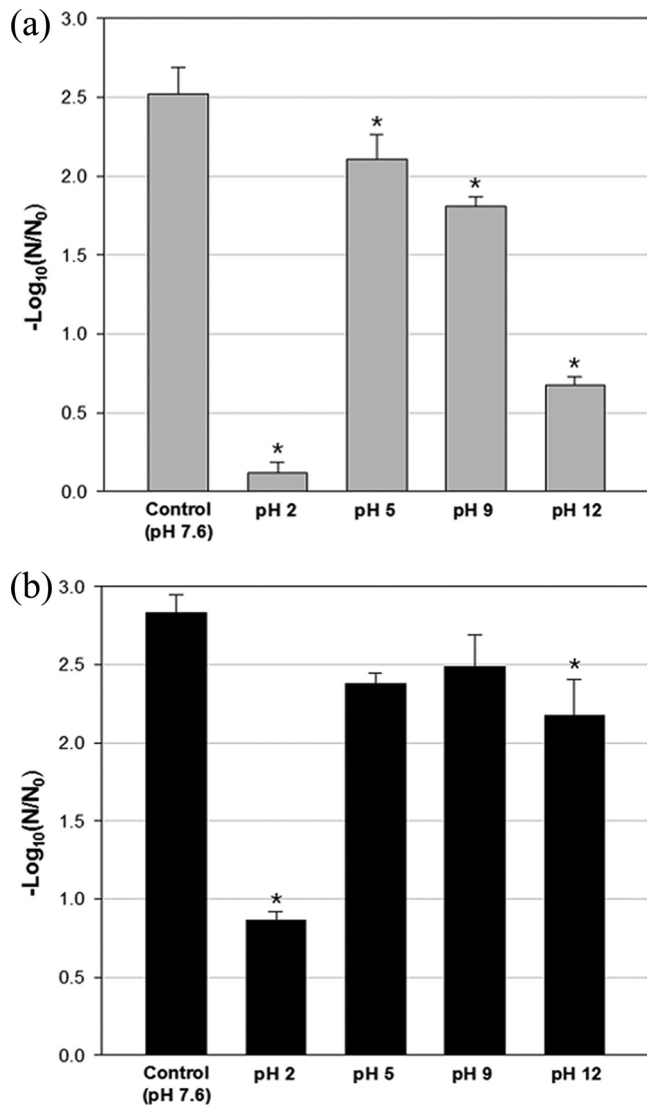 (a)
3.0
2.5
2.0
1.5
1.0
0.5
0.0
-Log10(N/N0)
*
*
*
*
Control
(pH 7.6)
pH 2
pH 5
pH 9
pH 12
(b)
3.0
2.5
2.0
1.5
1.0
0.5
0.0
-Log10(N/N0)
*
*
Control
(pH 7.6)
pH 2
pH 5
pH 9
pH 12